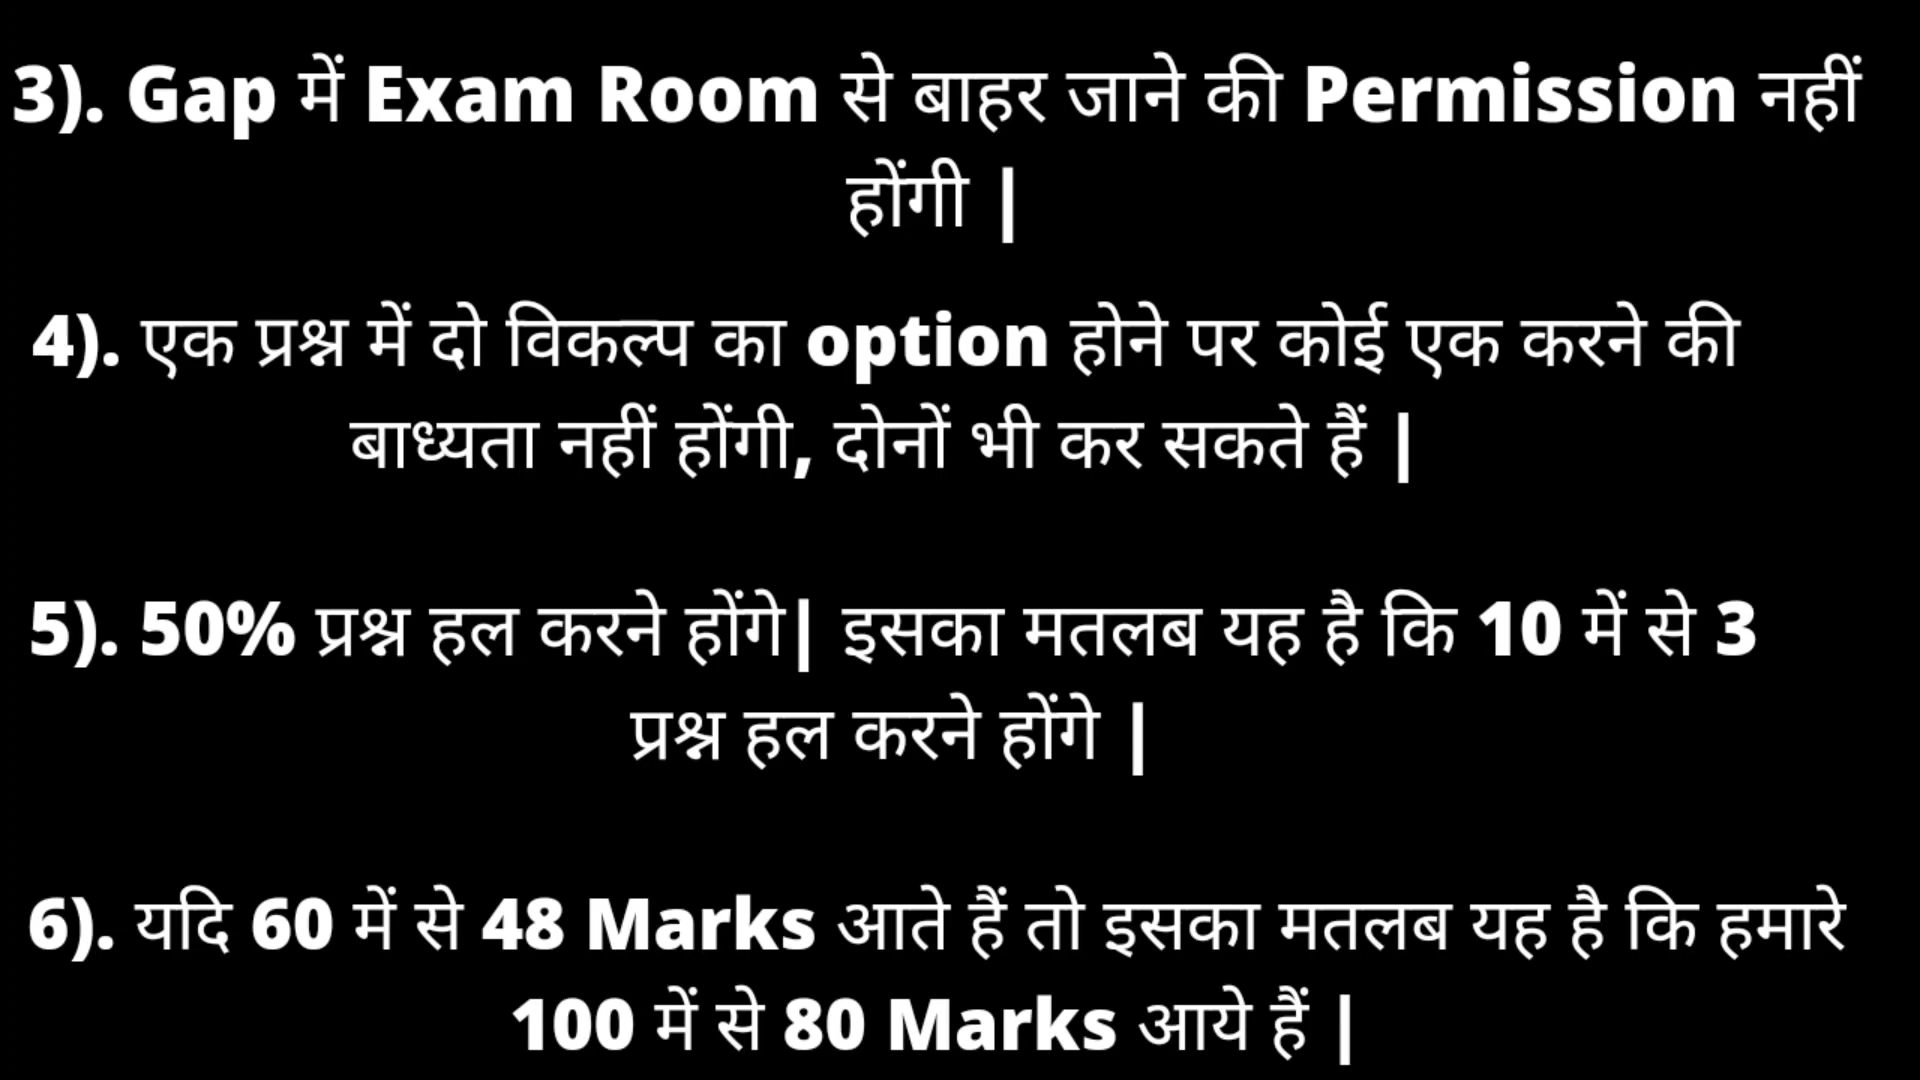 3). Gap में Exam Room से बाहर जाने की Permission नहीं
होंगी |
4). एक प्रश्न में दो विकल्प का option होने पर कोई एक करने की
बाध्यता नहीं होंगी, दोनों भी कर सकते हैं |
5). 50% प्रश्न हल करने होंगे| इसका मतलब यह है कि 10 में से 3
प्रश्न हल करने होंगे |
6). यदि 60 में से 48 Marks आते हैं तो इसका मतलब यह है कि हमारे
100 में से 80 Marks आये हैं |